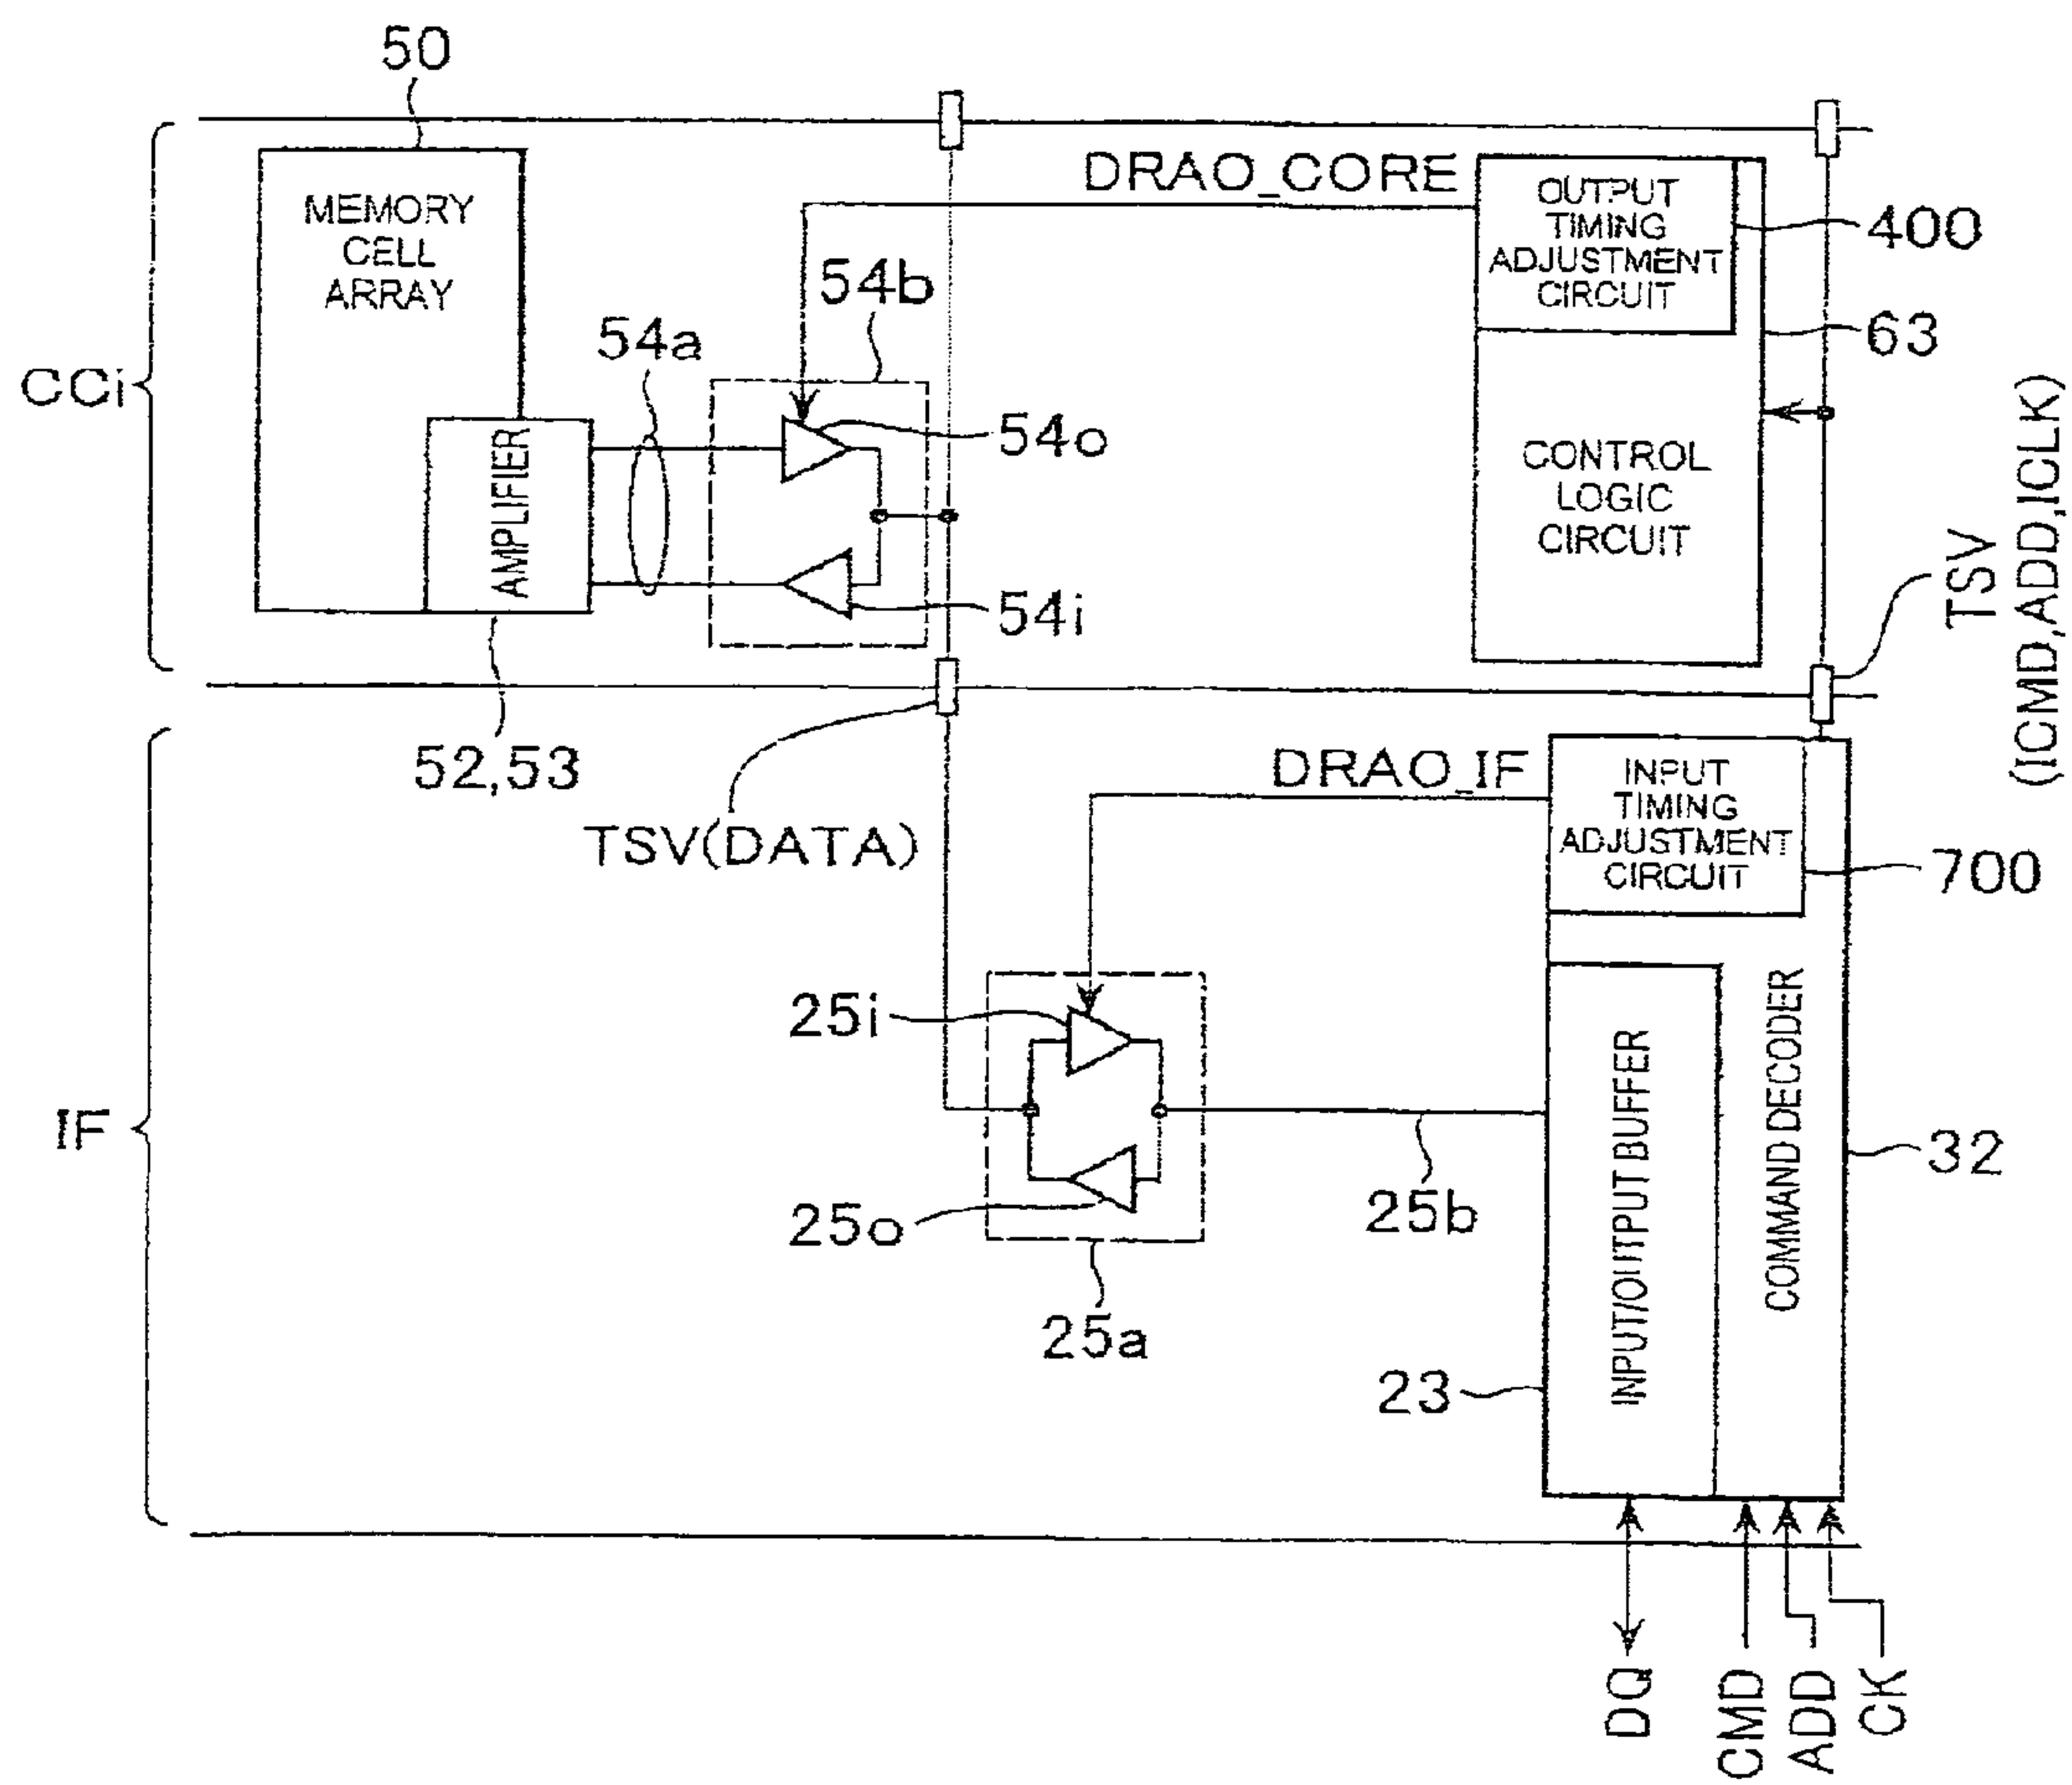 50
MEMORY
CELL
ARRAY
DRAO_CORE
OUTPUT
TIMING
ADJUSTMENT
CIRCUIT
400
54b
54a
63
CCi
AMPLIFIER
54o
CONTROL
LOGIC
CIRCUIT
54i
TSV
(ICMD,ADD,ICLK)
52,53
TSV(DATA)
DRAO_IF
INPUT
TIMING
ADJUSTMENT
CIRCUIT
700
25i
IF
INPUT/OUTPUT BUFFER
COMMAND DECODER
32
25o
25b
25a
23
DQ
CMD
ADD
CK